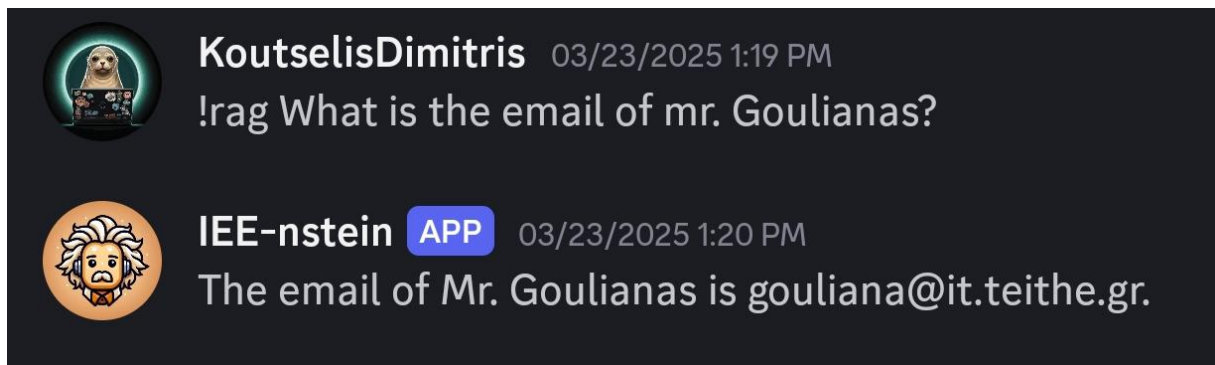 KoutselisDimitris 03/23/2025 1:19 PM
!rag What is the email of mr. Goulianas?
IEE-nstein APP 03/23/2025 1:20 PM
The email of Mr. Goulianas is gouliana@it.teithe.gr.